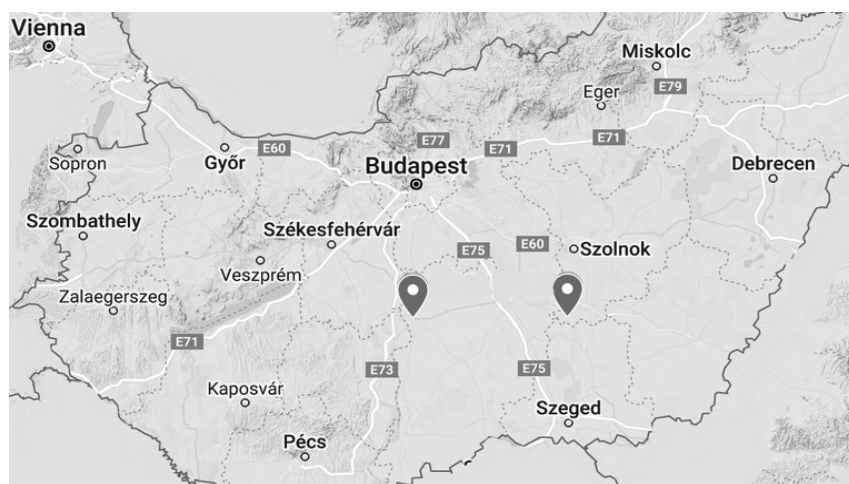 Vienna
Miskolc
Eger
E79
E77
E71
E71
Sopron
Győr
E60
Budapest
Debrecen
Szombathely
Székesfehérvár
E75
E60
Szolnok
Veszprém
Zalaegerszeg
E71
E73
E75
Kaposvár
Szeged
Pécs